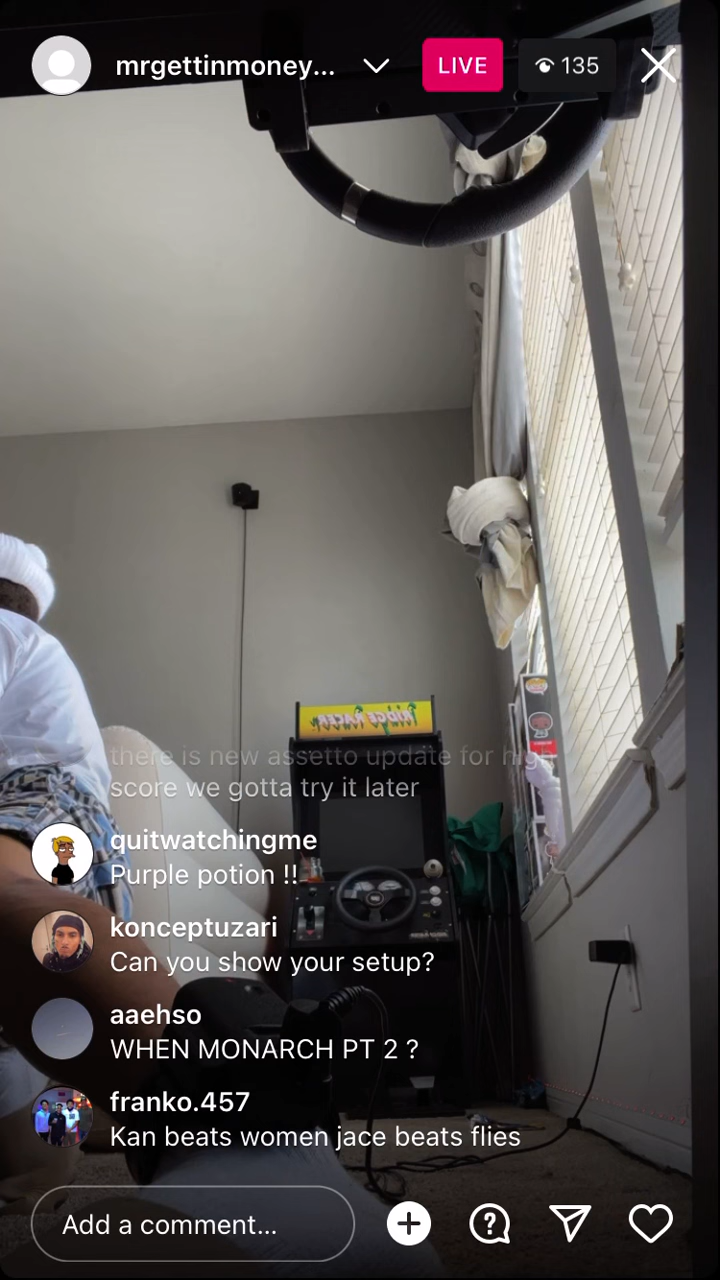 mrgettinmoney...
LIVE
135
RIDGE RACER
there is new assetto update for high
score we gotta try it later
quitwatchingme
Purple potion !!
konceptuzari
Can you show your setup?
aaehso
WHEN MONARCH PT 2 ?
franko.457
Kan beats women jace beats flies
Add a comment...